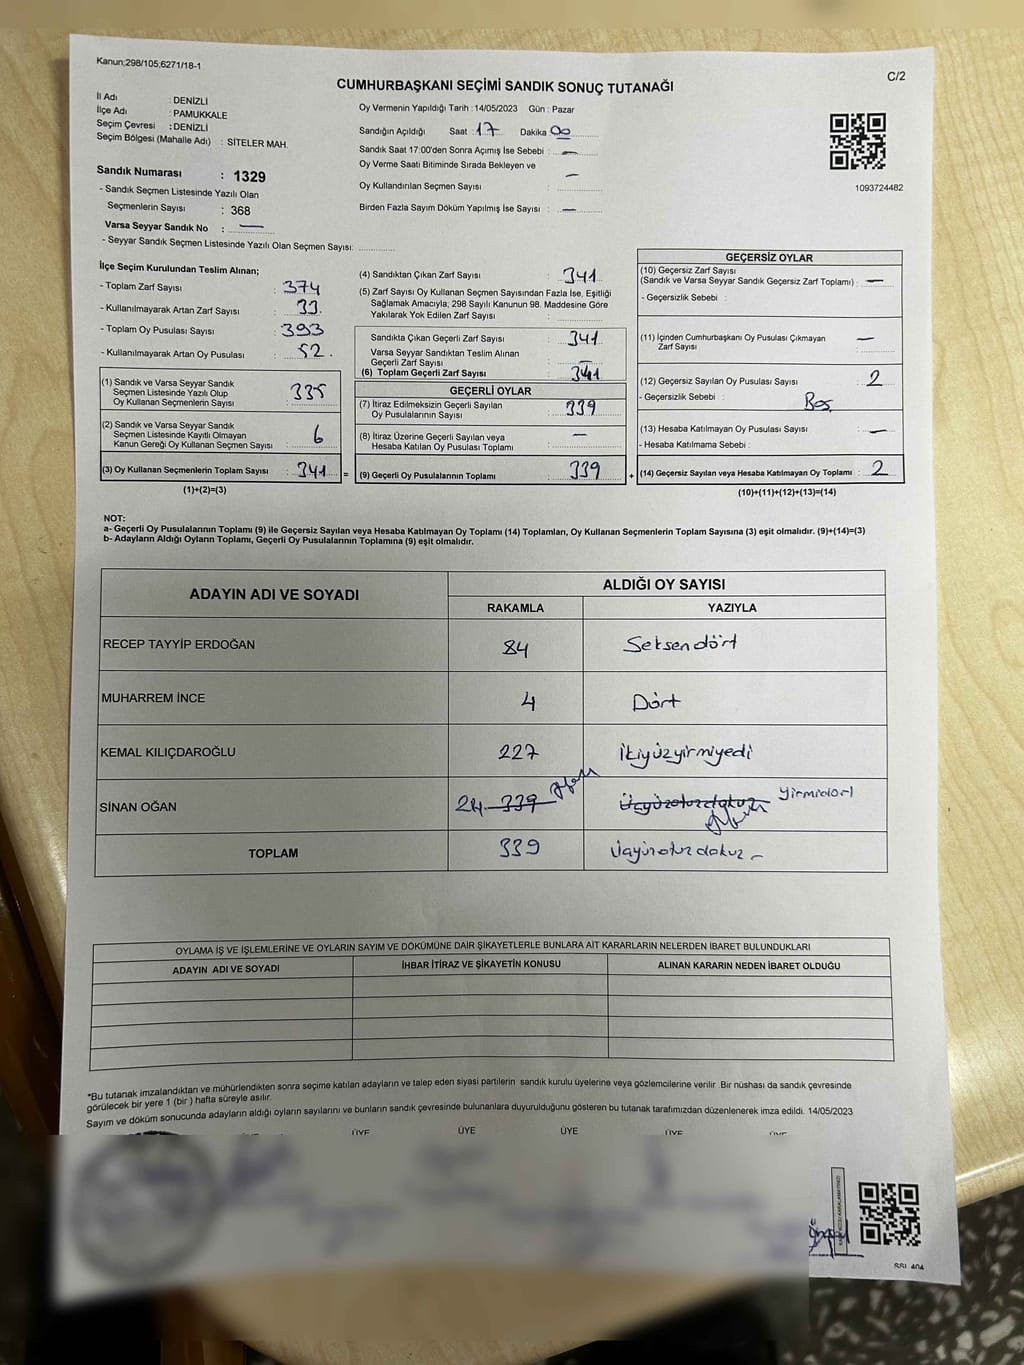 Kanun;298/105;6271/18-1
C/2
CUMHURBAŞKANI SEÇİMİ SANDIK SONUÇ TUTANAĞI
İl Adı : DENİZLİ
İlçe Adı : PAMUKKALE
Seçim Çevresi : DENİZLİ
Seçim Bölgesi (Mahalle Adı) : SİTELER MAH.
Sandık Numarası : 1329
- Sandık Seçmen Listesinde Yazılı Olan
Seçmenlerin Sayısı : 368
Varsa Seyyar Sandık No : —
- Seyyar Sandık Seçmen Listesinde Yazılı Olan Seçmen Sayısı: ............
Oy Vermenin Yapıldığı Tarih : 14/05/2023 Gün : Pazar
Sandığın Açıldığı Saat : 17 Dakika 00
Sandık Saat 17:00'den Sonra Açımış İse Sebebi : —
Oy Verme Saati Bitiminde Sırada Bekleyen ve —
Oy Kullandırılan Seçmen Sayısı : ............
Birden Fazla Sayım Döküm Yapılmış İse Sayısı : —
1093724482
İlçe Seçim Kurulundan Teslim Alınan;
- Toplam Zarf Sayısı : 374
- Kullanılmayarak Artan Zarf Sayısı : 33
- Toplam Oy Pusulası Sayısı : 393
- Kullanılmayarak Artan Oy Pusulası : 52
(1) Sandık ve Varsa Seyyar Sandık
Seçmen Listesinde Yazılı Olup
Oy Kullanan Seçmenlerin Sayısı : 335
(2) Sandık ve Varsa Seyyar Sandık
Seçmen Listesinde Kayıtlı Olmayan
Kanun Gereği Oy Kullanan Seçmen Sayısı : 6
(3) Oy Kullanan Seçmenlerin Toplam Sayısı : 341 =
(1)+(2)=(3)
(4) Sandıktan Çıkan Zarf Sayısı : 341
(5) Zarf Sayısı Oy Kullanan Seçmen Sayısından Fazla İse, Eşitliği
Sağlamak Amacıyla; 298 Sayılı Kanunun 98. Maddesine Göre
Yakılarak Yok Edilen Zarf Sayısı : ............
Sandıkta Çıkan Geçerli Zarf Sayısı : 341
Varsa Seyyar Sandıktan Teslim Alınan
Geçerli Zarf Sayısı : —
(6) Toplam Geçerli Zarf Sayısı : 341
GEÇERLİ OYLAR
(7) İtiraz Edilmeksizin Geçerli Sayılan
Oy Pusulalarının Sayısı : 339
(8) İtiraz Üzerine Geçerli Sayılan veya
Hesaba Katılan Oy Pusulası Toplamı : —
(9) Geçerli Oy Pusulalarının Toplamı : 339 +
GEÇERSİZ OYLAR
(10) Geçersiz Zarf Sayısı
(Sandık ve Varsa Seyyar Sandık Geçersiz Zarf Toplamı) : —
- Geçersizlik Sebebi :
(11) İçinden Cumhurbaşkanı Oy Pusulası Çıkmayan
Zarf Sayısı : —
(12) Geçersiz Sayılan Oy Pusulası Sayısı : 2
- Geçersizlik Sebebi : Boş
(13) Hesaba Katılmayan Oy Pusulası Sayısı : —
- Hesaba Katılmama Sebebi :
(14) Geçersiz Sayılan veya Hesaba Katılmayan Oy Toplamı : 2
(10)+(11)+(12)+(13)=(14)
NOT:
a- Geçerli Oy Pusulalarının Toplamı (9) ile Geçersiz Sayılan veya Hesaba Katılmayan Oy Toplamı (14) Toplamları, Oy Kullanan Seçmenlerin Toplam Sayısına (3) eşit olmalıdır. (9)+(14)=(3)
b- Adayların Aldığı Oyların Toplamı, Geçerli Oy Pusulalarının Toplamına (9) eşit olmalıdır.
ADAYIN ADI VE SOYADI
ALDIĞI OY SAYISI
RAKAMLA YAZIYLA
RECEP TAYYİP ERDOĞAN 84 Seksendört
MUHARREM İNCE 4 Dört
KEMAL KILIÇDAROĞLU 227 İkiyüzyirmiyedi
SİNAN OĞAN 24 339 Üçyüzotuzdokuz Yirmidört
TOPLAM 339 Üçyüzotuzdokuz
OYLAMA İŞ VE İŞLEMLERİNE VE OYLARIN SAYIM VE DÖKÜMÜNE DAİR ŞİKAYETLERLE BUNLARA AİT KARARLARIN NELERDEN İBARET BULUNDUKLARI
ADAYIN ADI VE SOYADI İHBAR İTİRAZ VE ŞİKAYETİN KONUSU ALINAN KARARIN NEDEN İBARET OLDUĞU
*Bu tutanak imzalandıktan ve mühürlendikten sonra seçime katılan adayların ve talep eden siyasi partilerin sandık kurulu üyelerine veya gözlemcilerine verilir .Bir nüshası da sandık çevresinde
görülecek bir yere 1 (bir ) hafta süreyle asılır.
Sayım ve döküm sonucunda adayların aldığı oyların sayılarını ve bunların sandık çevresinde bulunanlara duyurulduğunu gösteren bu tutanak tarafımızdan düzenlenerek imza edildi. 14/05/2023
ÜYE ÜYE ÜYE ÜYE ÜYE